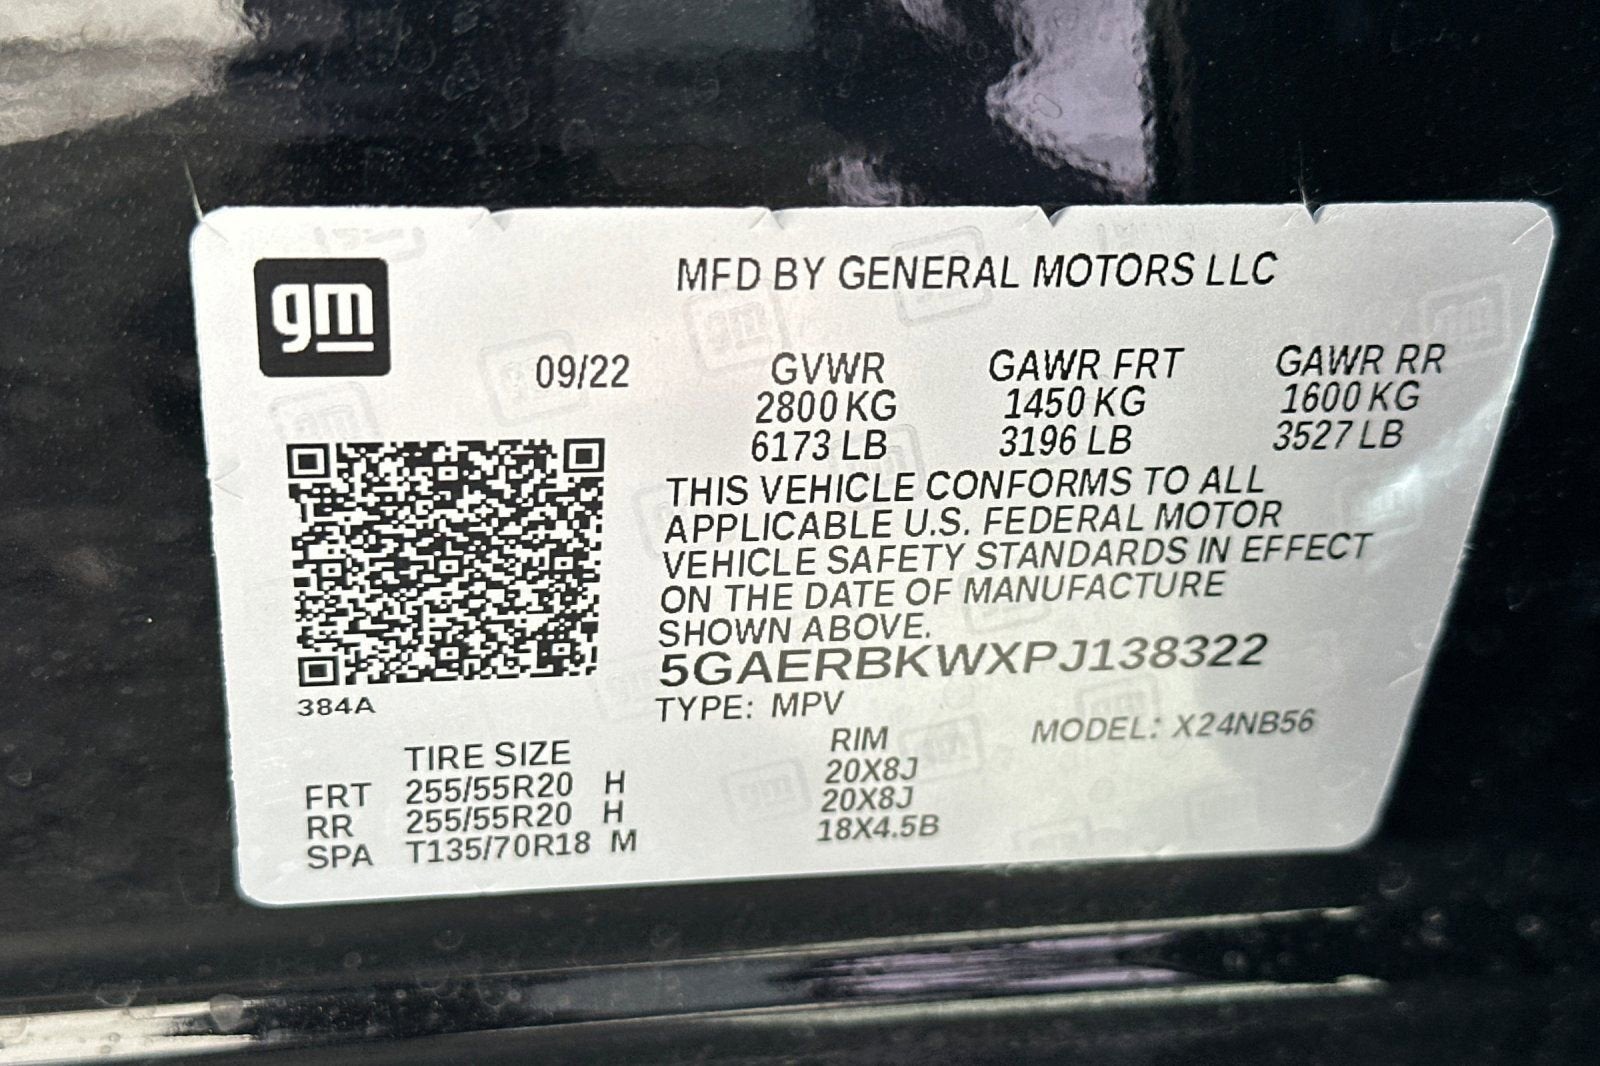 gm
MFD BY GENERAL MOTORS LLC
09/22 GVWR GAWR FRT GAWR RR
2800 KG 1450 KG 1600 KG
6173 LB 3196 LB 3527 LB
THIS VEHICLE CONFORMS TO ALL
APPLICABLE U.S. FEDERAL MOTOR
VEHICLE SAFETY STANDARDS IN EFFECT
ON THE DATE OF MANUFACTURE
SHOWN ABOVE.
5GAERBKWXPJ138322
384A
TYPE: MPV MODEL: X24NB56
TIRE SIZE RIM
FRT 255/55R20 H 20X8J
RR 255/55R20 H 20X8J
SPA T135/70R18 M 18X4.5B